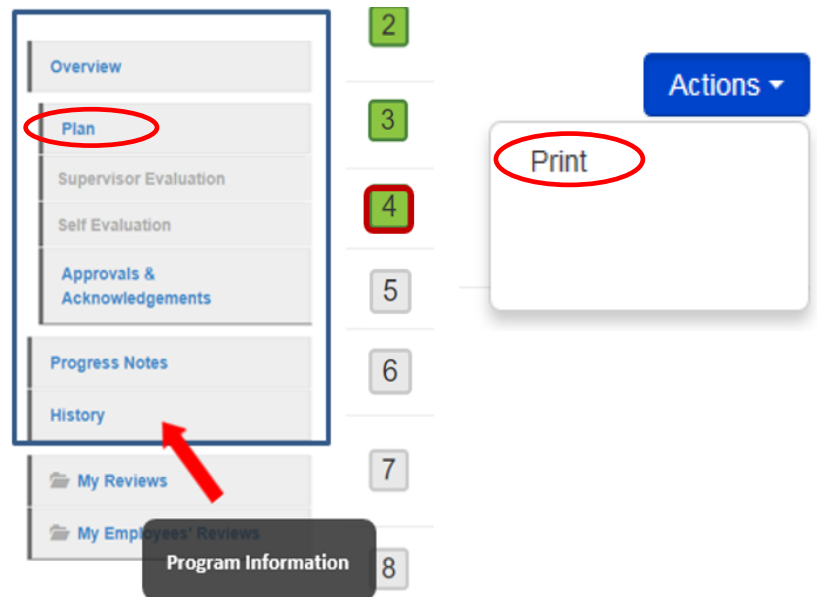 Overview
Plan
Supervisor Evaluation
Self Evaluation
Approvals &
Acknowledgements
Progress Notes
History
My Reviews
My Employees' Reviews
Program Information
2
3
4
5
6
7
8
Actions
Print